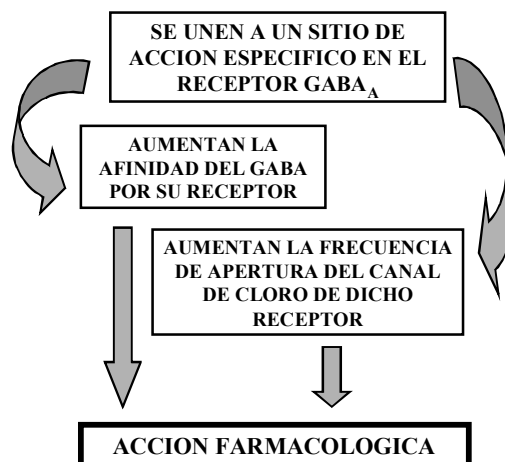 SE UNEN A UN SITIO DE
ACCION ESPECIFICO EN EL
RECEPTOR GABA_A
AUMENTAN LA
AFINIDAD DEL GABA
POR SU RECEPTOR
AUMENTAN LA FRECUENCIA
DE APERTURA DEL CANAL
DE CLORO DE DICHO
RECEPTOR
ACCION FARMACOLOGICA